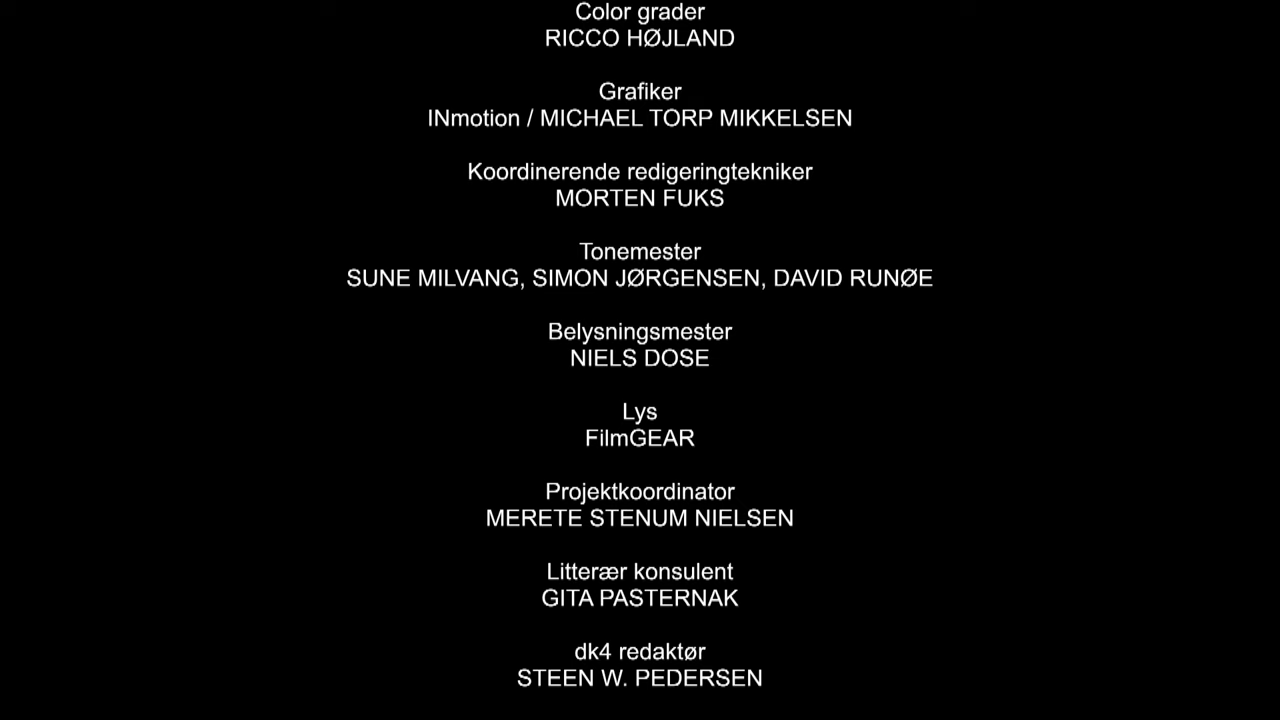 Color grader
RICCO HØJLAND
Grafiker
INmotion / MICHAEL TORP MIKKELSEN
Koordinerende redigeringtekniker
MORTEN FUKS
Tonemester
SUNE MILVANG, SIMON JØRGENSEN, DAVID RUNØE
Belysningsmester
NIELS DOSE
Lys
FilmGEAR
Projektkoordinator
MERETE STENUM NIELSEN
Litterær konsulent
GITA PASTERNAK
dk4 redaktør
STEEN W. PEDERSEN